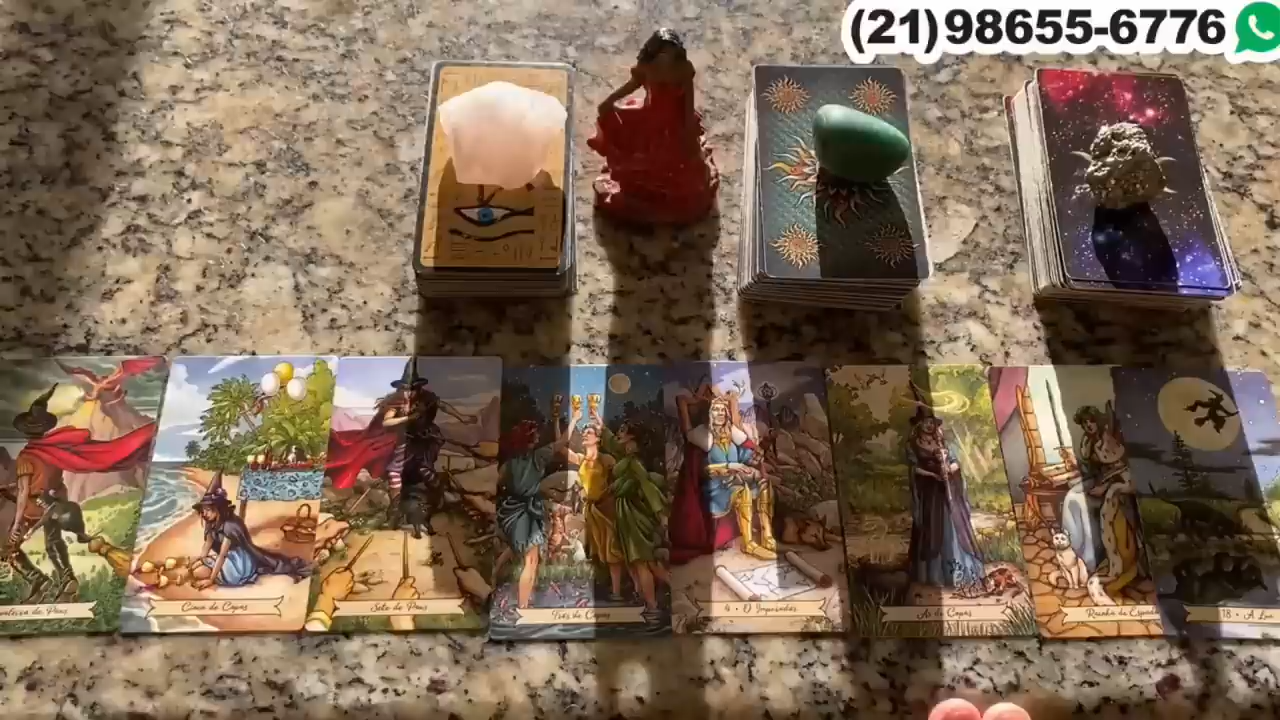 (21)98655-6776
Cinco de Copas
Sete de Paus
Três de Copas
4 • O Imperador
Ás de Copas
Rainha de Espada
18 • A Lua